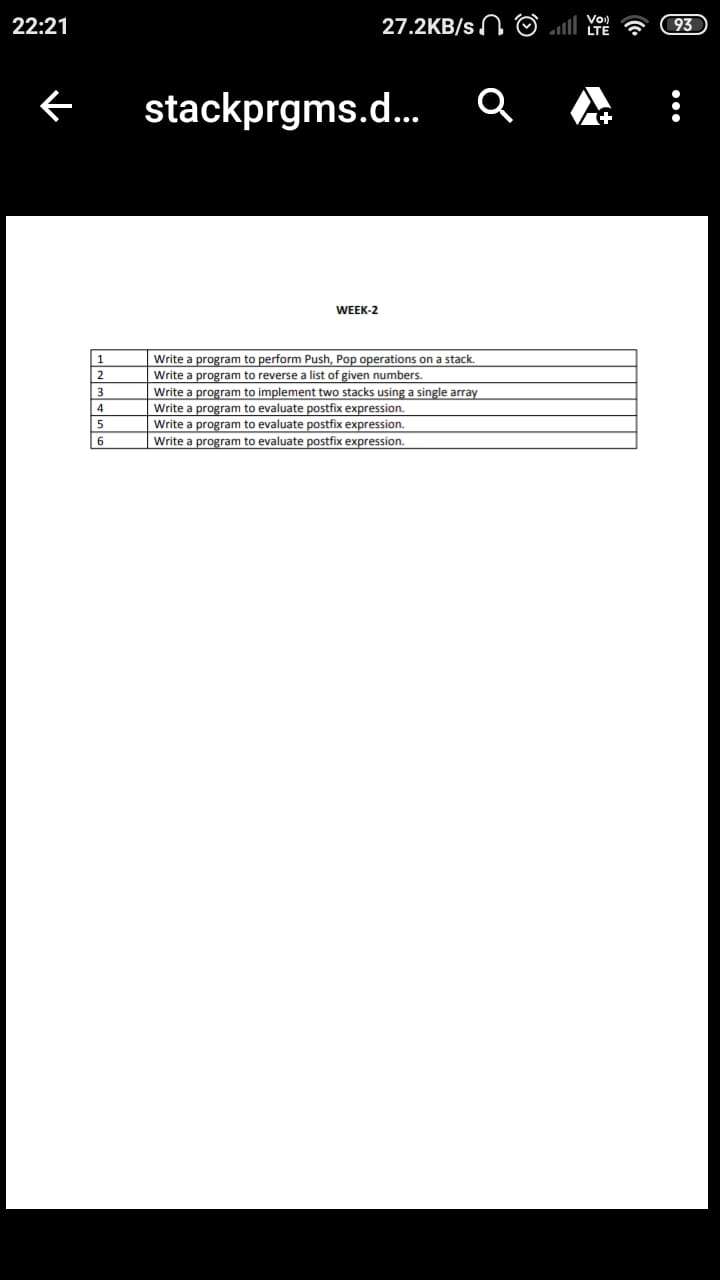 22:21 27.2KB/s Vo)) LTE 93
stackprgms.d...
WEEK-2
1 Write a program to perform Push, Pop operations on a stack.
2 Write a program to reverse a list of given numbers.
3 Write a program to implement two stacks using a single array
4 Write a program to evaluate postfix expression.
5 Write a program to evaluate postfix expression.
6 Write a program to evaluate postfix expression.